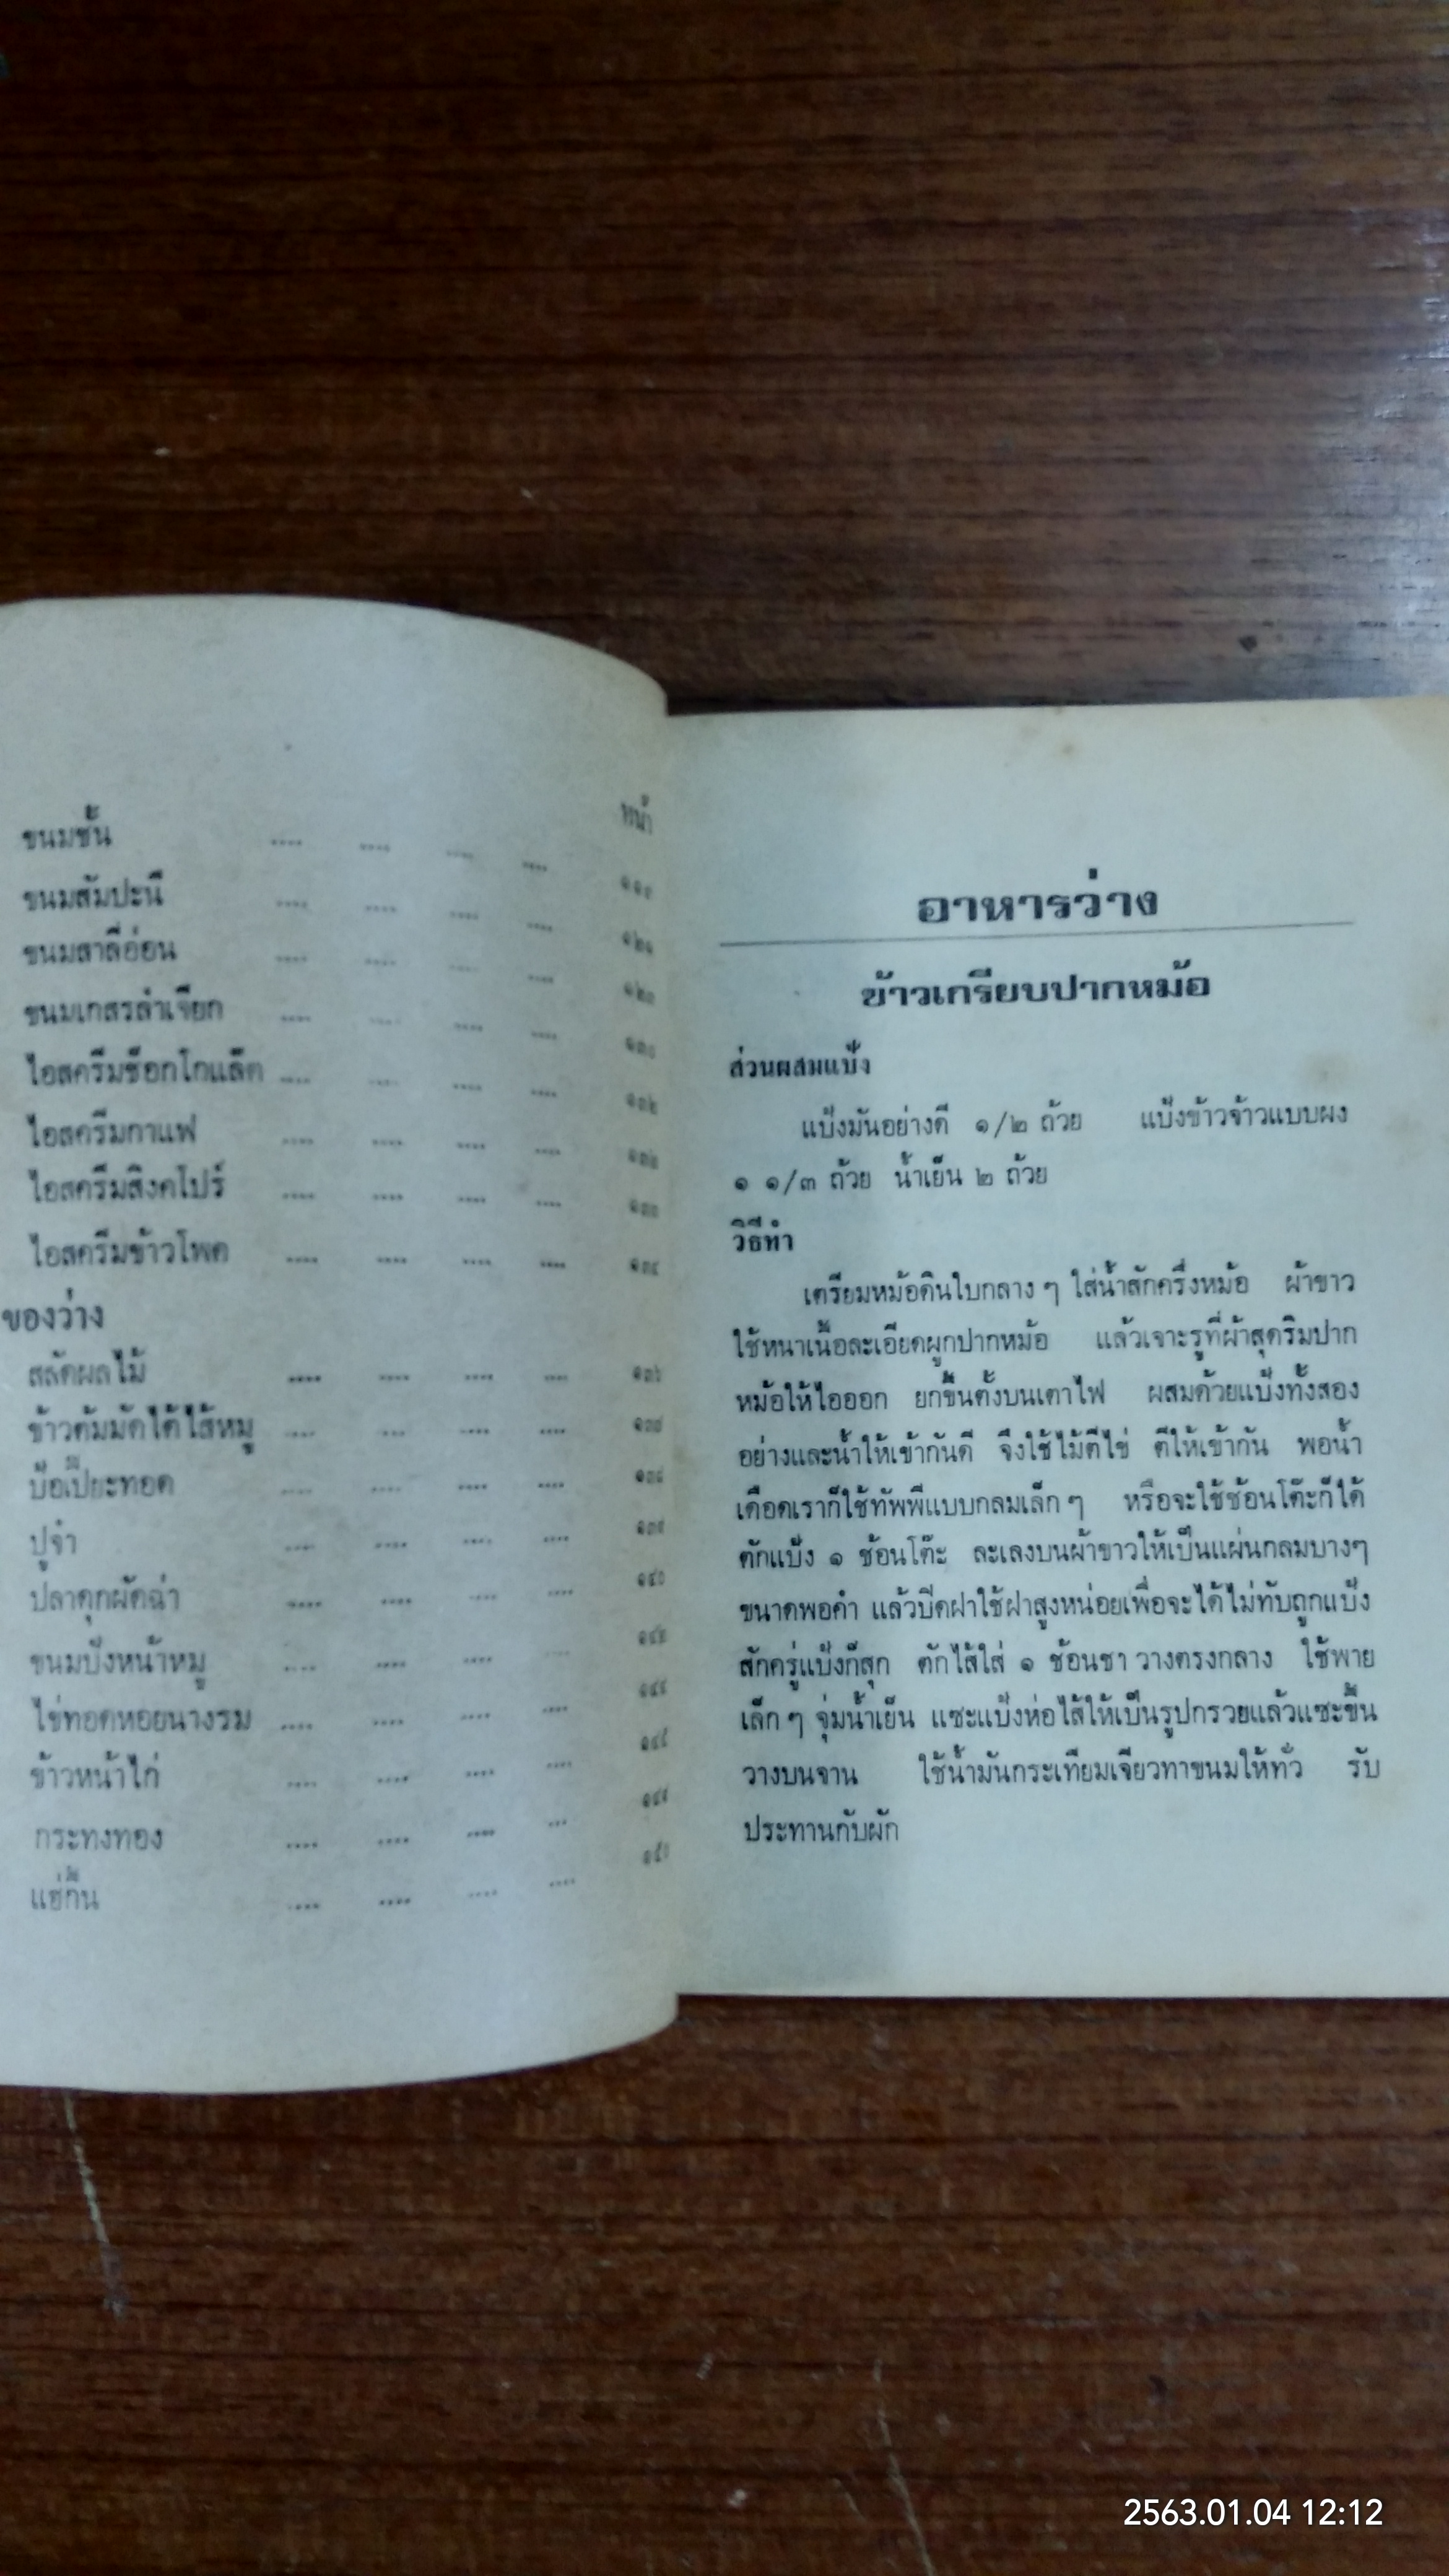 หน้า
ขนมชั้น .... .... .... ....
ขนมสัมปะนี .... .... .... ....
ขนมสาลี่อ่อน .... .... .... ....
ขนมเกสรลำเจียก .... .... .... ....
ไอสครีมช็อกโกแล็ต .... .... .... ....
ไอสครีมกาแฟ .... .... .... ....
ไอสครีมสิงคโปร์ .... .... .... ....
ไอสครีมข้าวโพด .... .... .... ....
ของว่าง
สลัดผลไม้ .... .... .... ....
ข้าวต้มมัดไต้ไส้หมู .... .... .... ....
ปอเปี๊ยะทอด .... .... .... ....
ปูจ๋า .... .... .... ....
ปลาดุกผัดฉ่า .... .... .... ....
ขนมปังหน้าหมู .... .... .... ....
ไข่ทอดหอยนางรม .... .... .... ....
ข้าวหน้าไก่ .... .... .... ....
กระทงทอง .... .... .... ....
แฮ่กึ๊น .... .... .... ....
อาหารว่าง
ข้าวเกรียบปากหม้อ
ส่วนผสมแป้ง
แป้งมันอย่างดี ๑/๒ ถ้วย แป้งข้าวจ้าวแบบผง
๑ ๑/๓ ถ้วย น้ำเย็น ๒ ถ้วย
วิธีทำ
เตรียมหม้อดินใบกลาง ๆ ใส่น้ำสักครึ่งหม้อ ผ้าขาว
ใช้หนาเนื้อละเอียดผูกปากหม้อ แล้วเจาะรูที่ผ้าสุดริมปาก
หม้อให้ไอออก ยกขึ้นตั้งบนเตาไฟ ผสมด้วยแป้งทั้งสอง
อย่างและน้ำให้เข้ากันดี จึงใช้ไม้ตีไข่ ตีให้เข้ากัน พอน้ำ
เดือดเราก็ใช้ทัพพีแบบกลมเล็ก ๆ หรือจะใช้ช้อนโต๊ะก็ได้
ตักแป้ง ๑ ช้อนโต๊ะ ละเลงบนผ้าขาวให้เป็นแผ่นกลมบางๆ
ขนาดพอคำ แล้วปิดฝาใช้ฝาสูงหน่อยเพื่อจะได้ไม่ทับถูกแป้ง
สักครู่แป้งก็สุก ตักไส้ใส่ ๑ ช้อนชา วางตรงกลาง ใช้พาย
เล็ก ๆ จุ่มน้ำเย็น แซะแป้งห่อไส้ให้เป็นรูปกรวยแล้วแซะขึ้น
วางบนจาน ใช้น้ำมันกระเทียมเจียวทาขนมให้ทั่ว รับ
ประทานกับผัก
2563.01.04 12:12